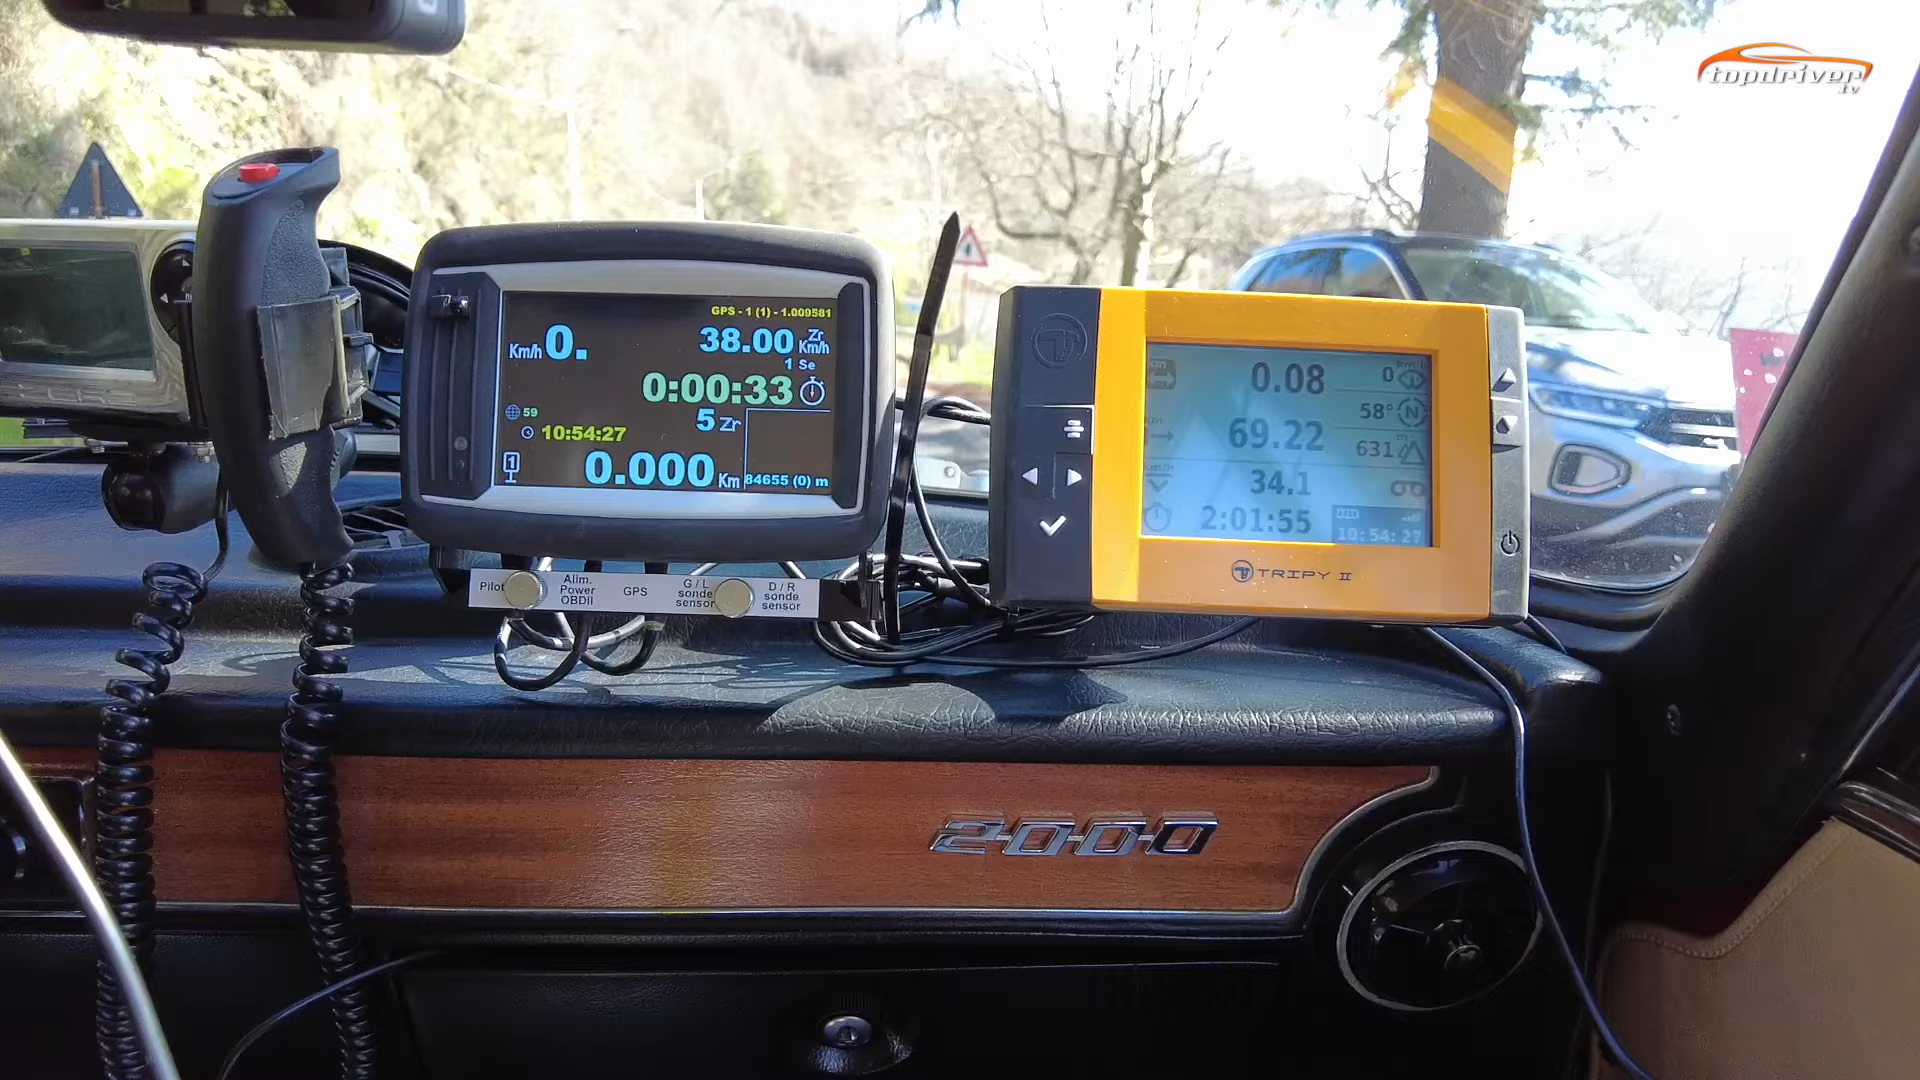 topdriver
.tv
GPS - 1 (1) - 1.009581
Km/h 0.
38.00 Zr Km/h
1 Se
0:00:33
59
5 Zr
10:54:27
1
0.000 Km
84655 (0) m
Pilot
Alim.
Power
OBDII
GPS
G / L
sonde
sensor
D / R
sonde
sensor
0.08
0
58° N
69.22
631 m
34.1
2:01:55
10:54:27
TRIPY II
2000